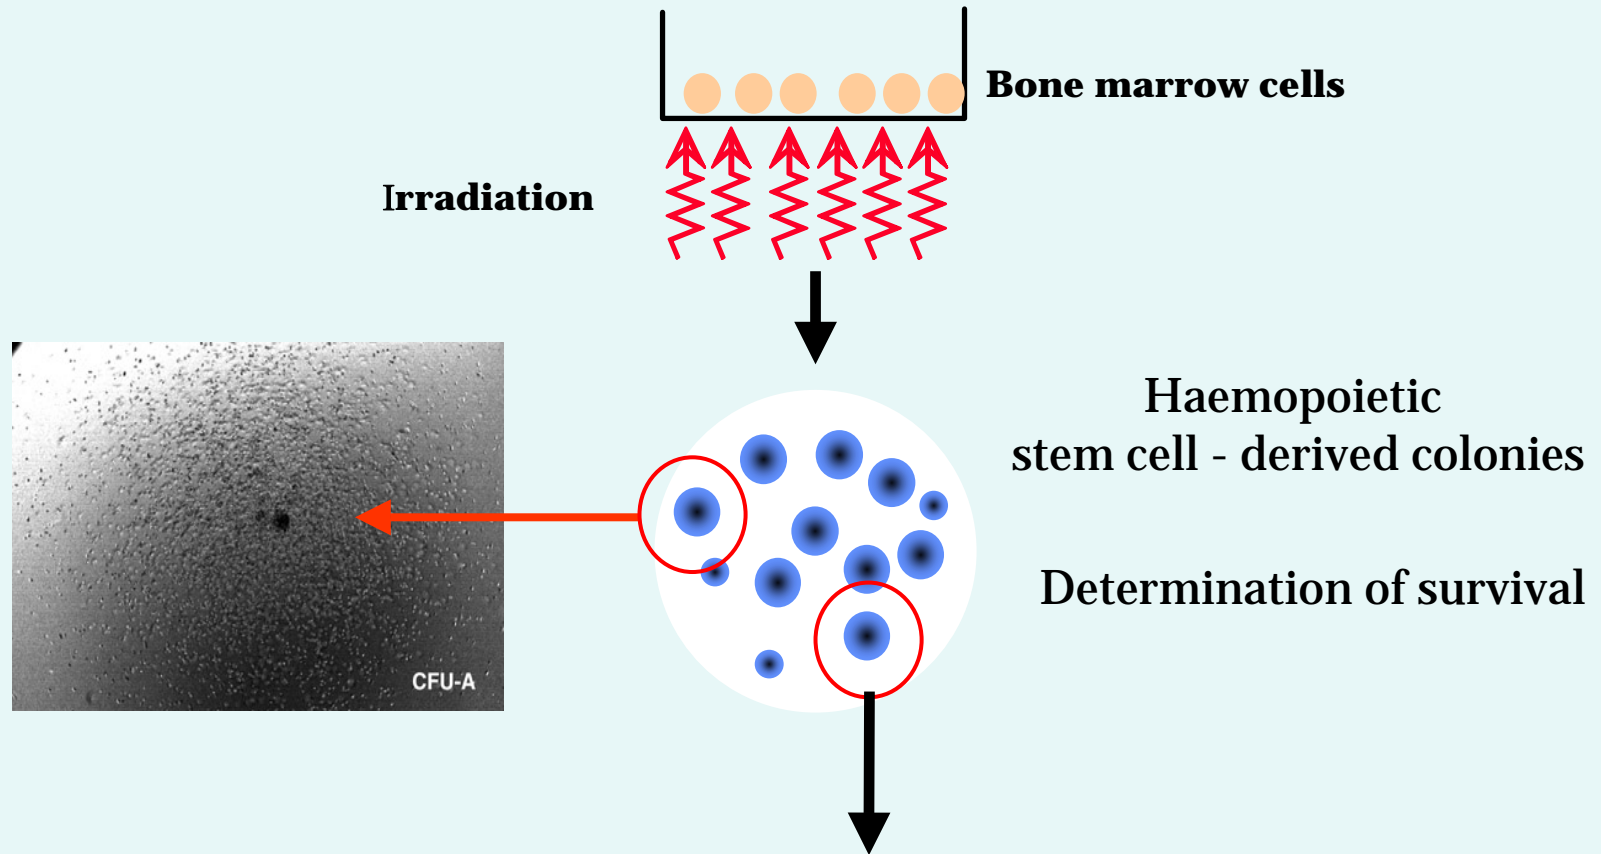 Bone marrow cells
Irradiation
Haemopoietic
stem cell - derived colonies
Determination of survival
CFU-A